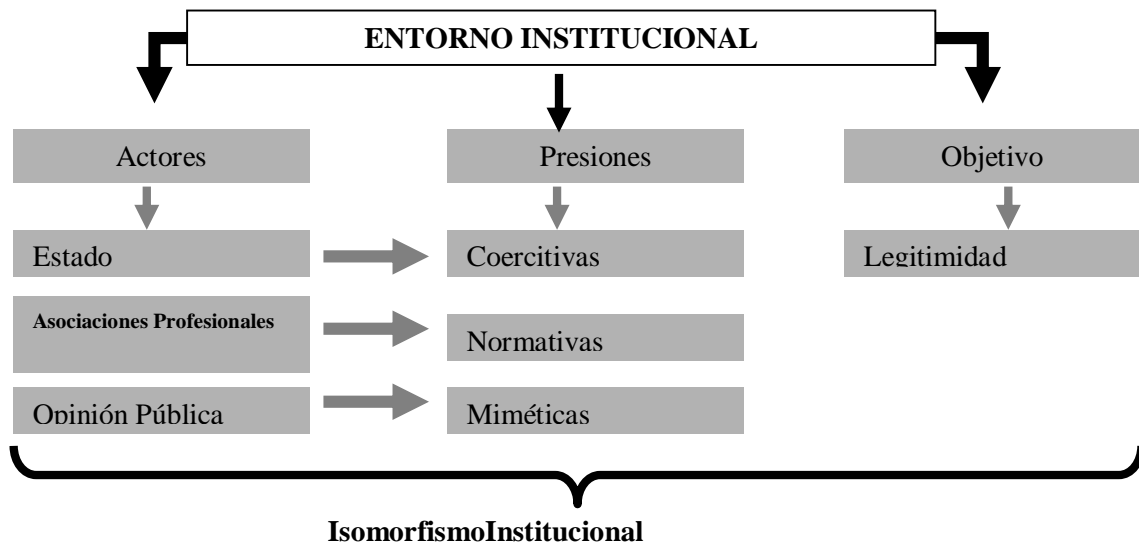 ENTORNO INSTITUCIONAL
Actores
Presiones
Objetivo
Estado
Coercitivas
Legitimidad
Asociaciones Profesionales
Normativas
Opinión Pública
Miméticas
IsomorfismoInstitucional